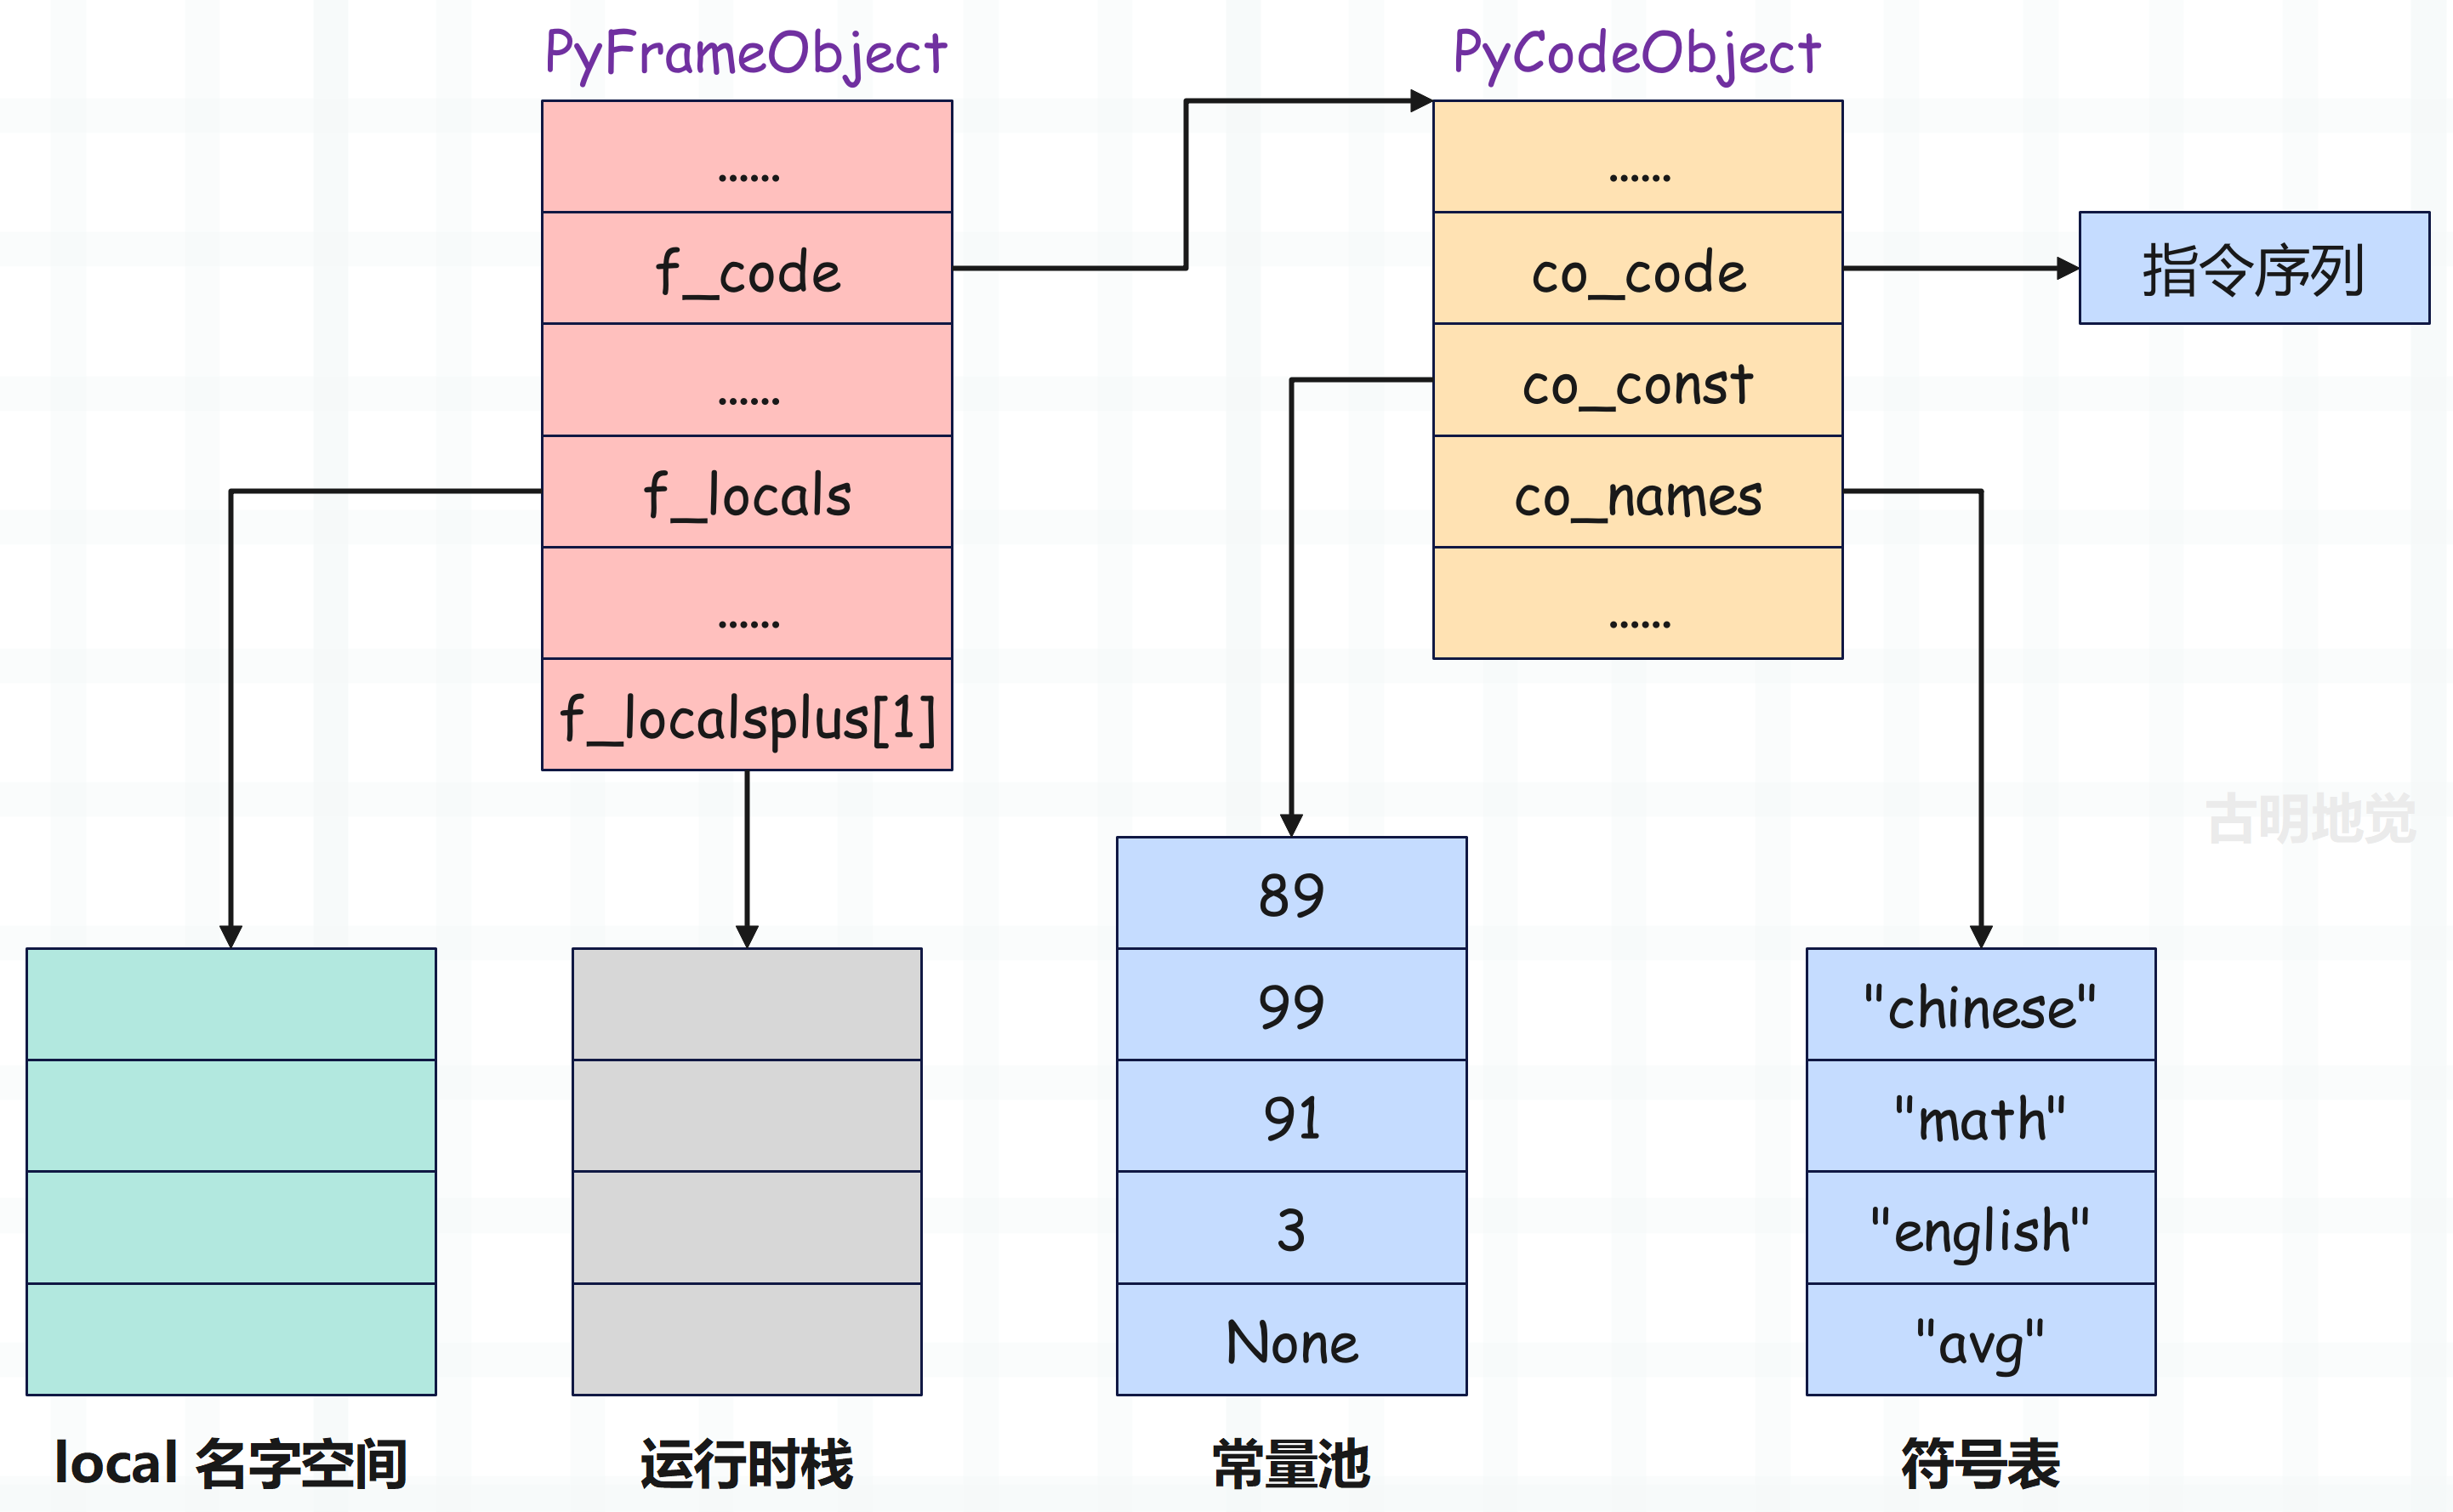 PyFrameObject
......
f_code
......
f_locals
......
f_localsplus[1]
PyCodeObject
......
co_code
co_const
co_names
......
指令序列
古明地觉
local 名字空间
运行时栈
89
99
91
3
None
常量池
"chinese"
"math"
"english"
"avg"
符号表